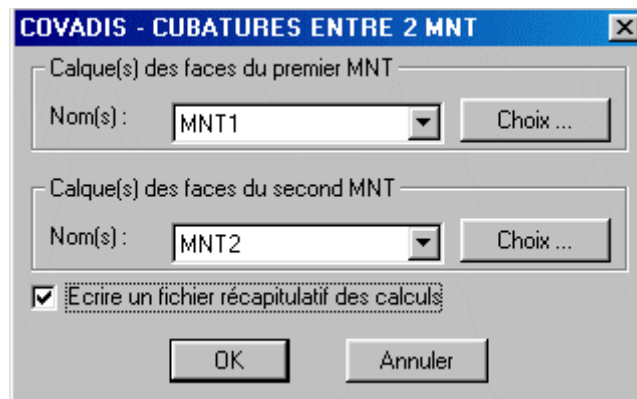 COVADIS - CUBATURES ENTRE 2 MNT
Calque(s) des faces du premier MNT
Nom(s) : MNT1 Choix ...
Calque(s) des faces du second MNT
Nom(s) : MNT2 Choix ...
Ecrire un fichier récapitulatif des calculs
OK Annuler